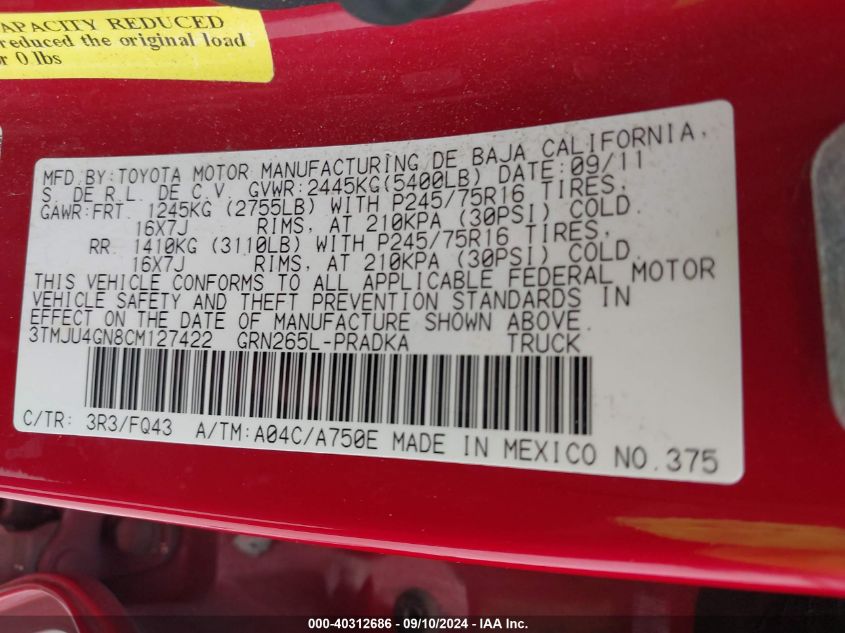 APACITY REDUCED
reduced the original load
r 0 lbs
MFD.BY:TOYOTA MOTOR MANUFACTURING DE BAJA CALIFORNIA,
S. DE R.L. DE C.V. GVWR:2445KG(5400LB) DATE:09/11
GAWR:FRT. 1245KG (2755LB) WITH P245/75R16 TIRES,
16X7J RIMS, AT 210KPA (30PSI) COLD.
RR. 1410KG (3110LB) WITH P245/75R16 TIRES,
16X7J RIMS, AT 210KPA (30PSI) COLD.
THIS VEHICLE CONFORMS TO ALL APPLICABLE FEDERAL MOTOR
VEHICLE SAFETY AND THEFT PREVENTION STANDARDS IN
EFFECT ON THE DATE OF MANUFACTURE SHOWN ABOVE.
3TMJU4GN8CM127422 GRN265L-PRADKA TRUCK
C/TR: 3R3/FQ43 A/TM:A04C/A750E MADE IN MEXICO NO.375
000-40312686 - 09/10/2024 - IAA Inc.